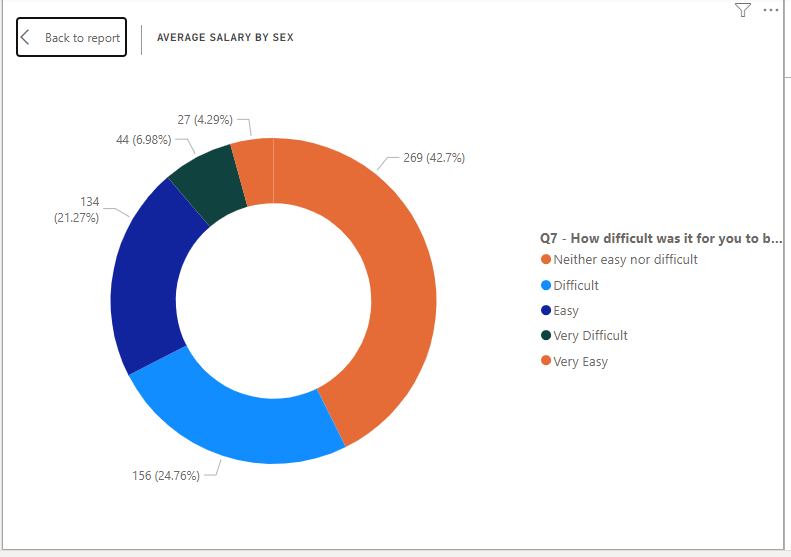 Back to report
AVERAGE SALARY BY SEX
27 (4.29%)
44 (6.98%)
269 (42.7%)
134
(21.27%)
156 (24.76%)
Q7 - How difficult was it for you to b...
Neither easy nor difficult
Difficult
Easy
Very Difficult
Very Easy